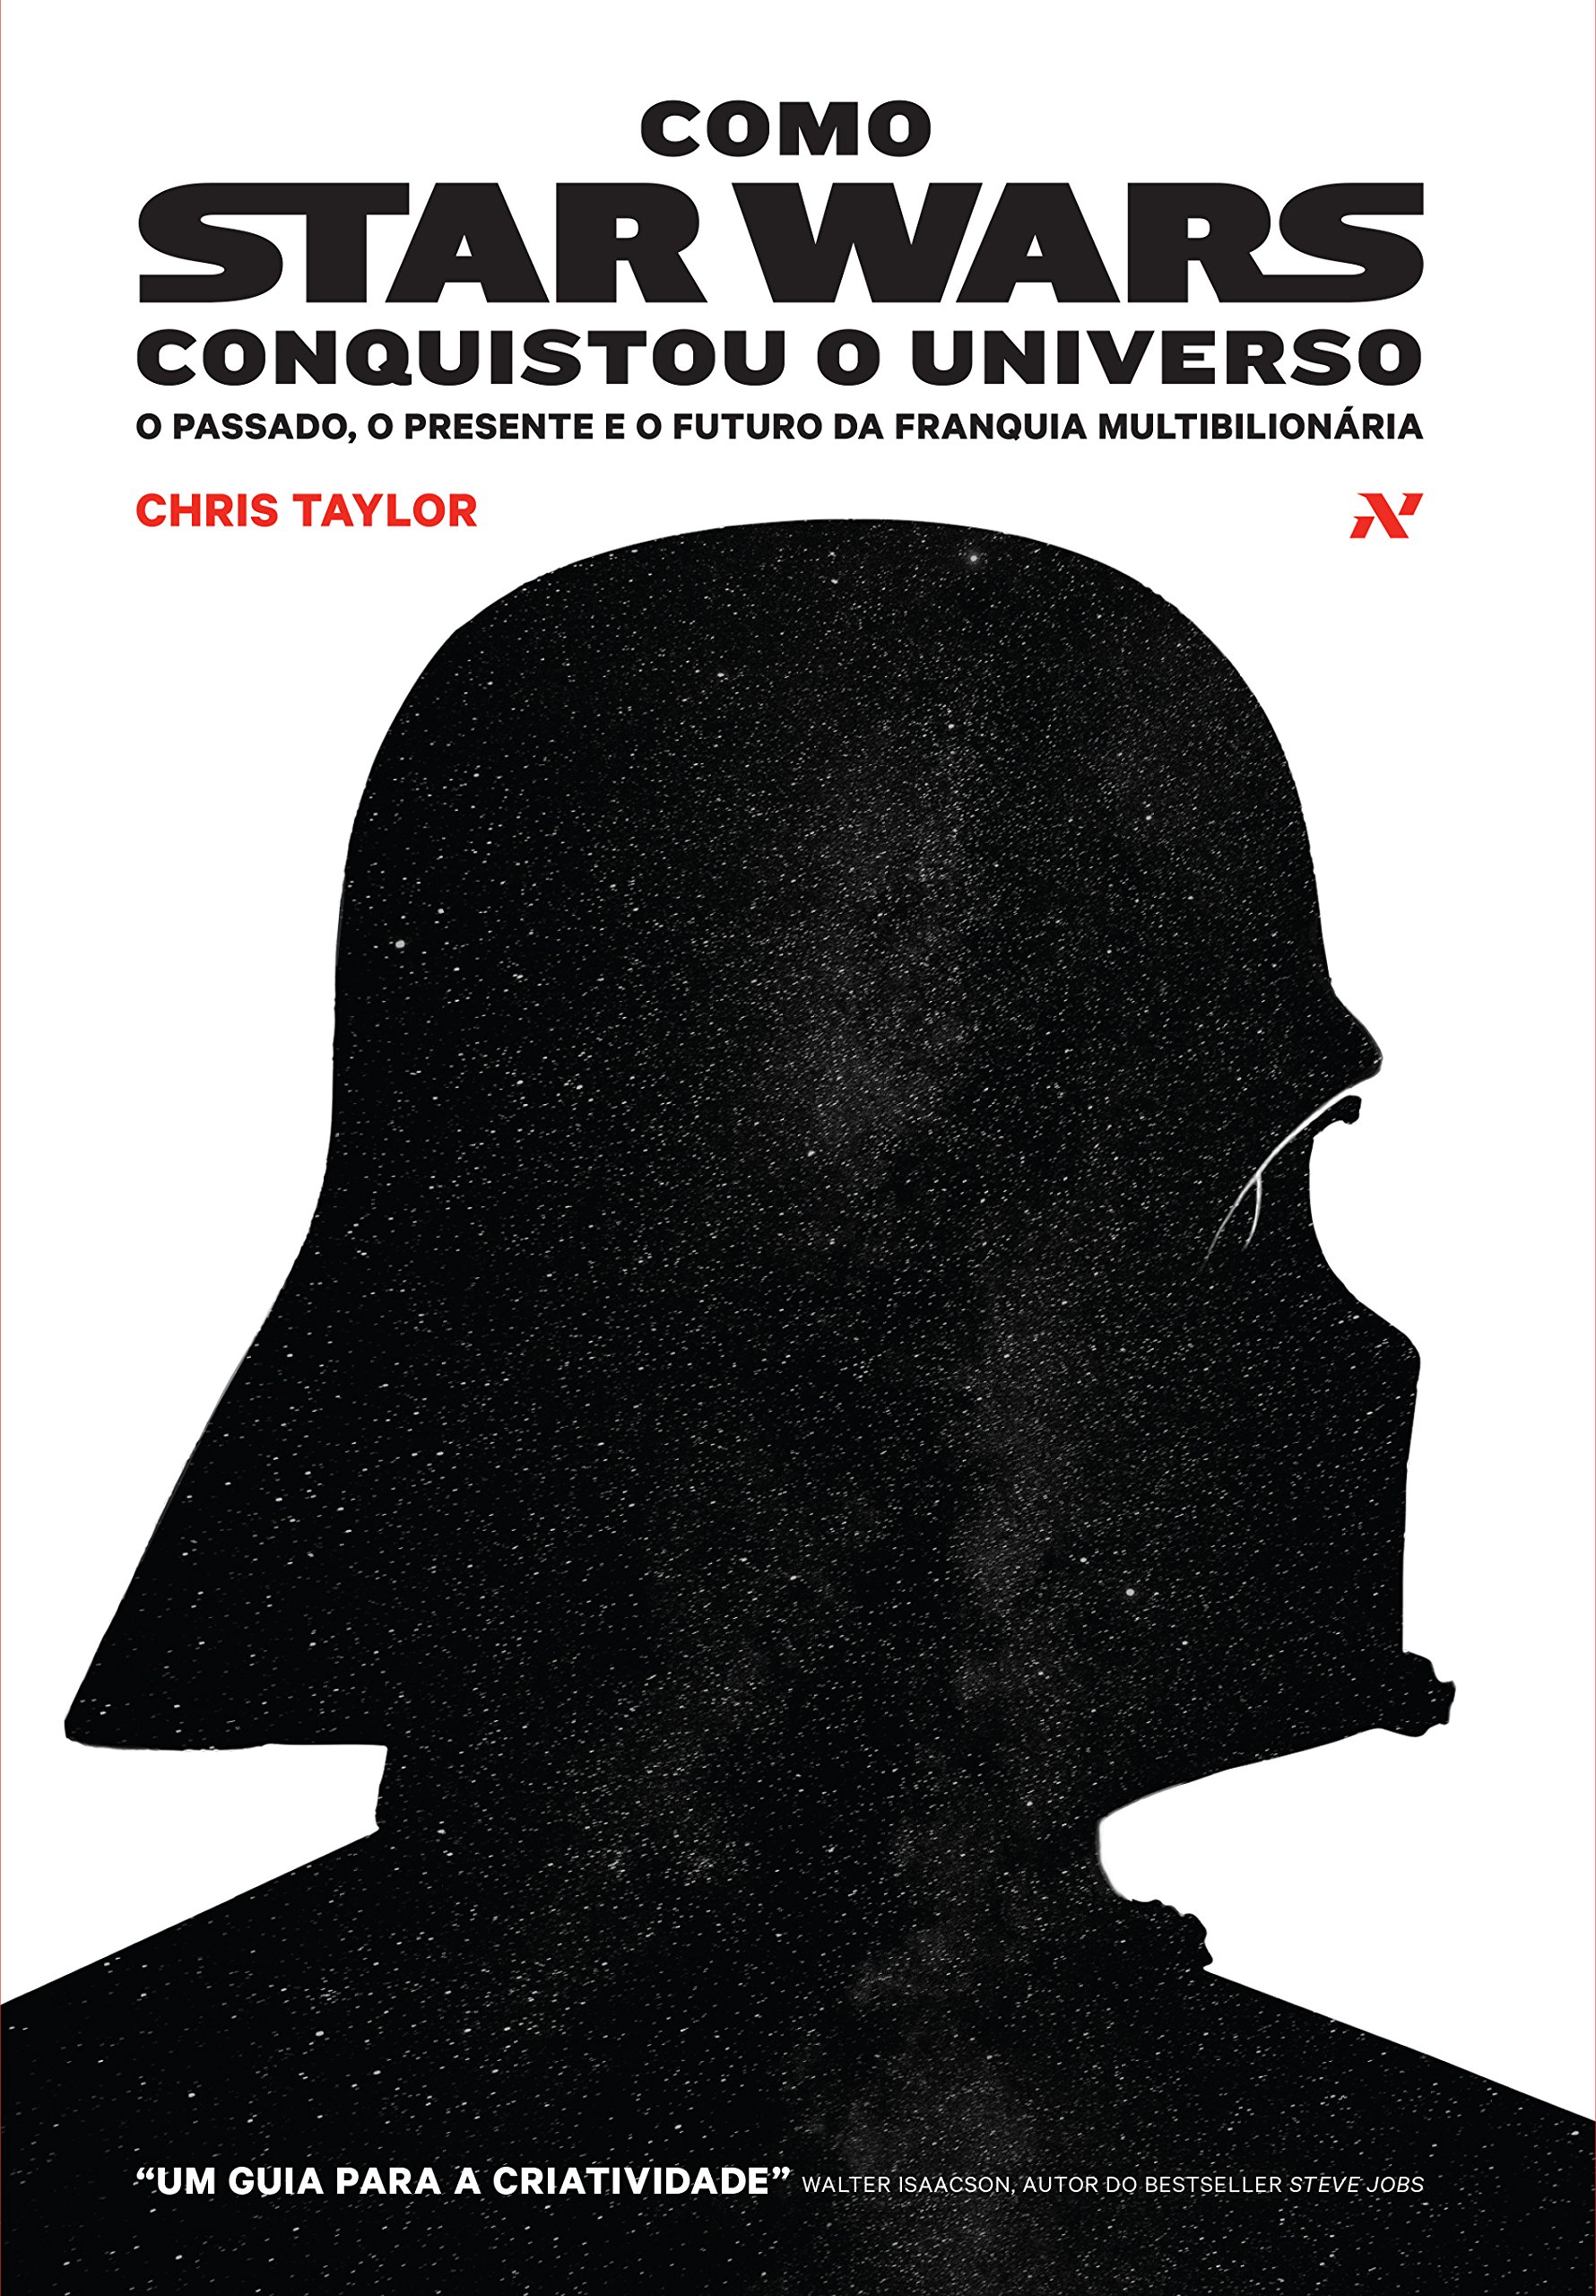 COMO
STAR WARS
CONQUISTOU O UNIVERSO
O PASSADO, O PRESENTE E O FUTURO DA FRANQUIA MULTIBILIONÁRIA
CHRIS TAYLOR
“UM GUIA PARA A CRIATIVIDADE” WALTER ISAACSON, AUTOR DO BESTSELLER STEVE JOBS